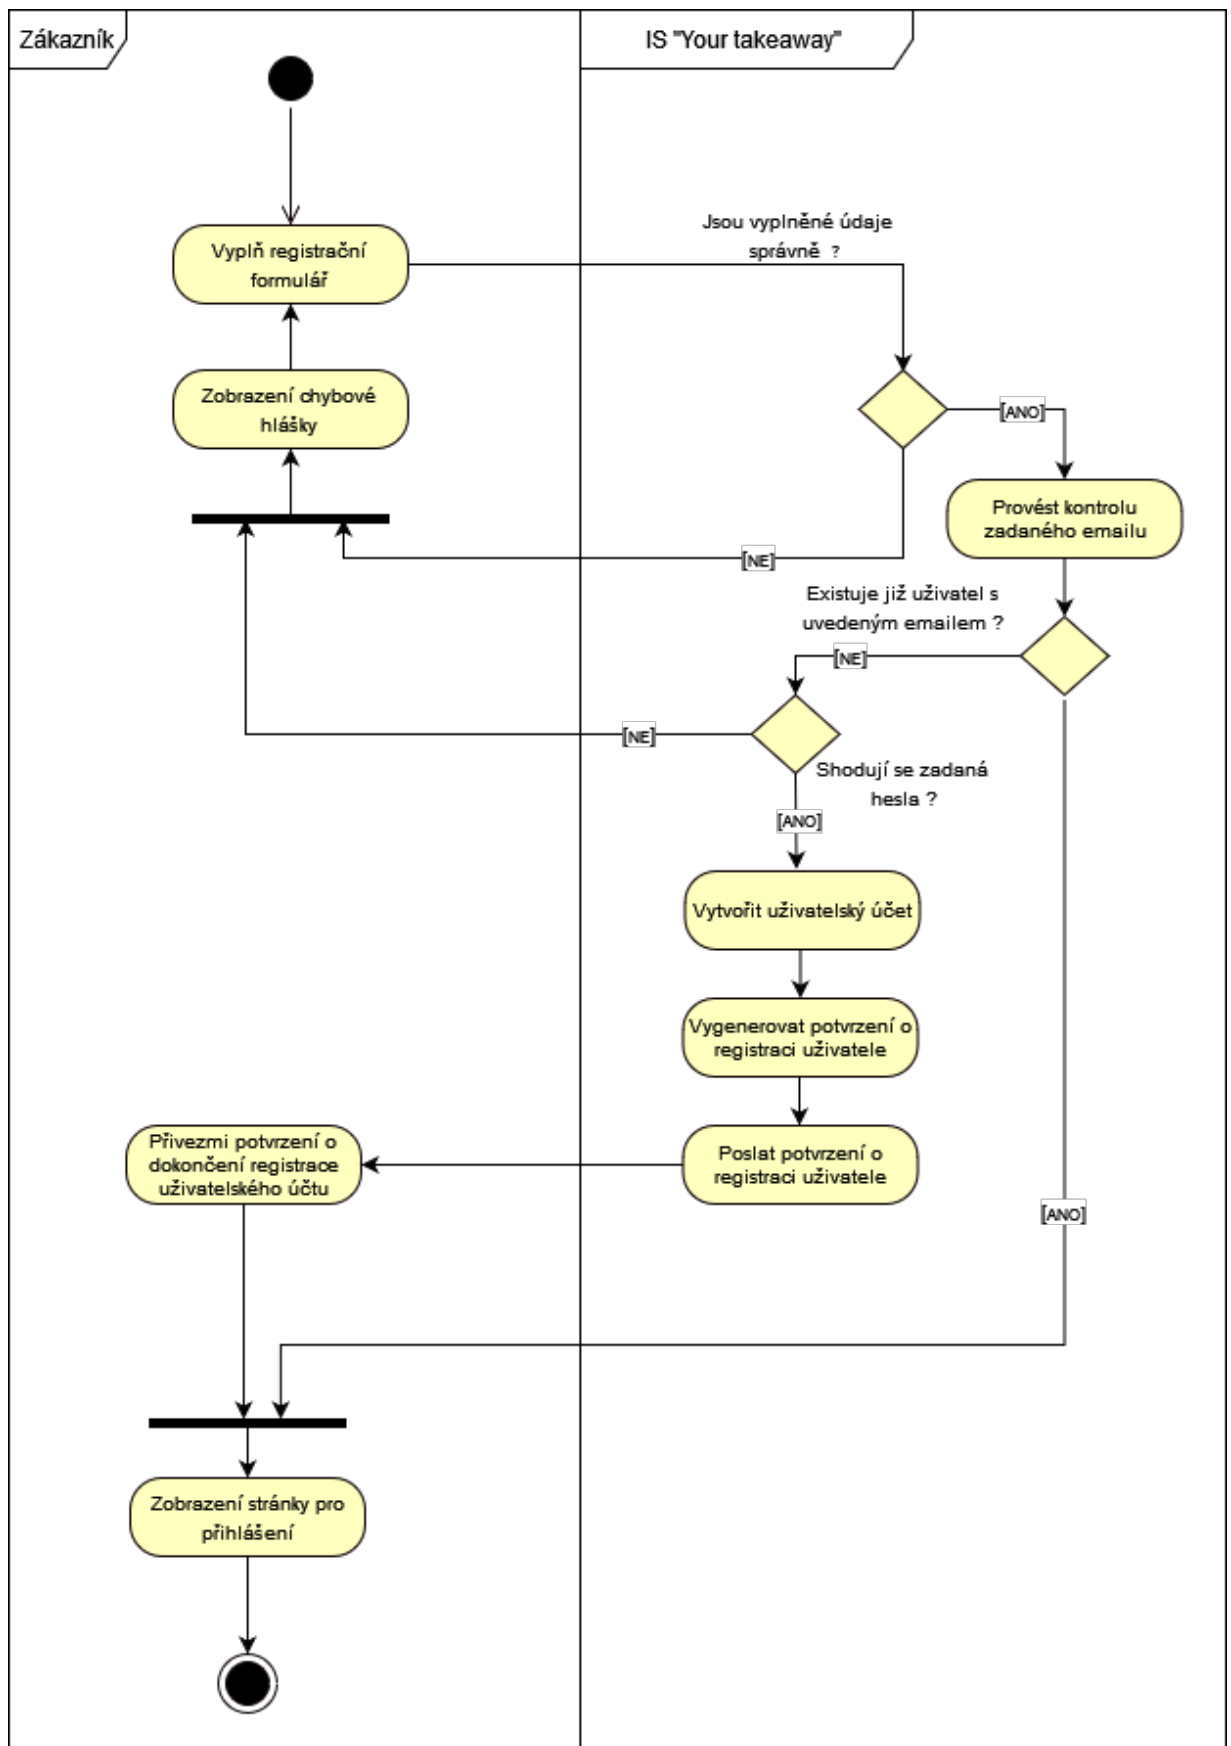 Zákazník
IS "Your takeaway"
Vyplň registrační
formulář
Jsou vyplněné údaje
správně ?
Zobrazení chybové
hlášky
[ANO]
Provést kontrolu
zadaného emailu
[NE]
Existuje již uživatel s
uvedeným emailem ?
[NE]
[NE]
Shodují se zadaná
hesla ?
[ANO]
Vytvořit uživatelský účet
Vygenerovat potvrzení o
registraci uživatele
Přivezmi potvrzení o
dokončení registrace
uživatelského účtu
Poslat potvrzení o
registraci uživatele
[ANO]
Zobrazení stránky pro
přihlášení